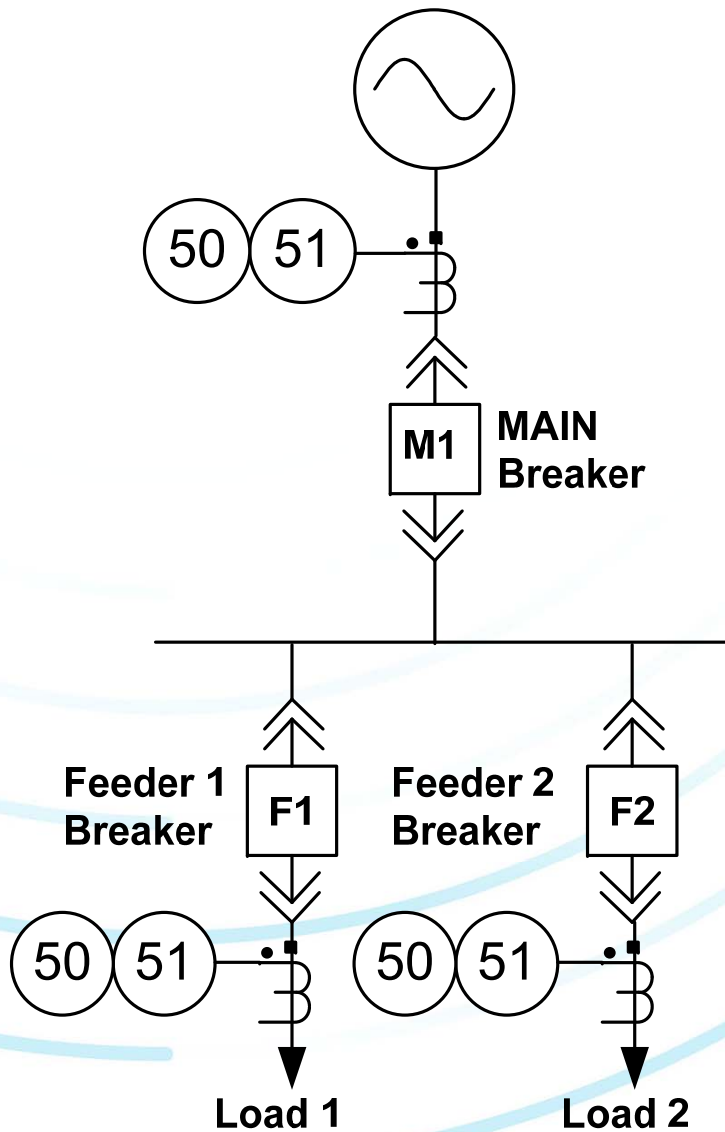 50 51
M1
MAIN
Breaker
Feeder 1
Breaker
F1
Feeder 2
Breaker
F2
50 51
50 51
Load 1
Load 2